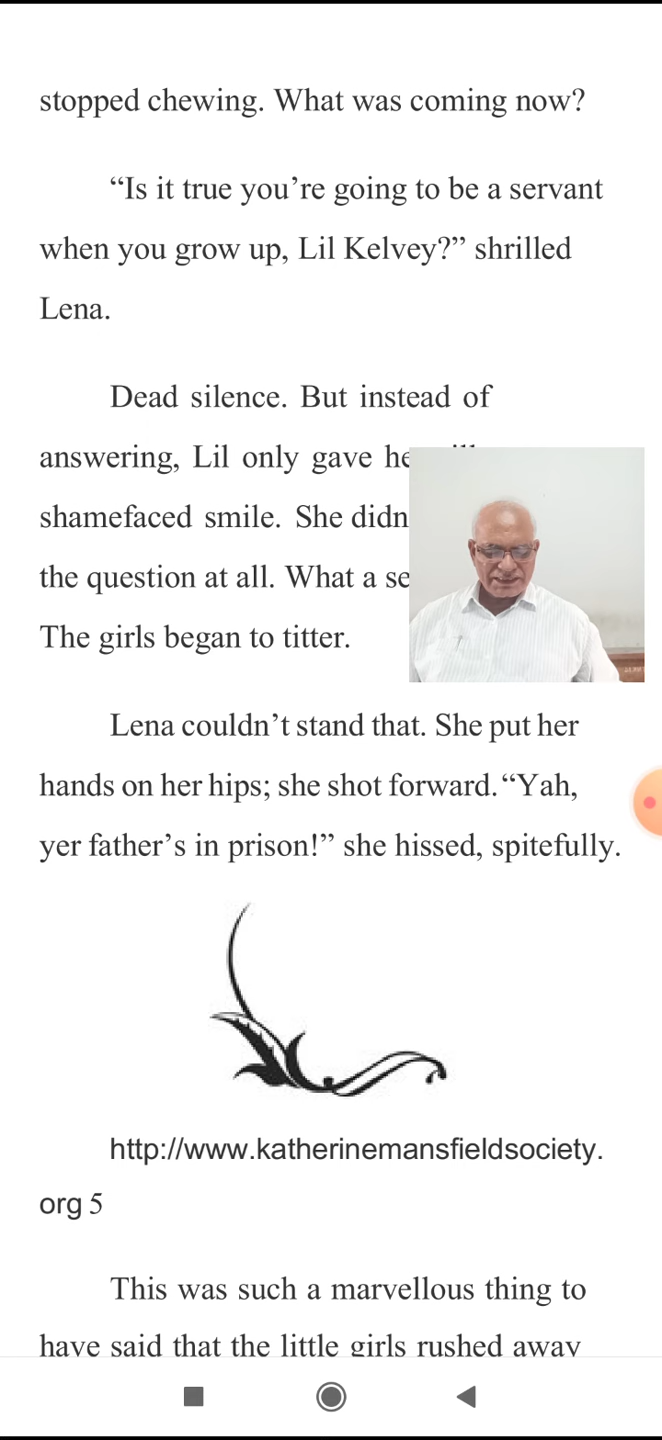 stopped chewing. What was coming now?
“Is it true you’re going to be a servant
when you grow up, Lil Kelvey?” shrilled
Lena.
Dead silence. But instead of
answering, Lil only gave
shamefaced smile. She
the question at all. What a
The girls began to titter.
Lena couldn’t stand that. She put her
hands on her hips; she shot forward. “Yah,
yer father’s in prison!” she hissed, spitefully.
http://www.katherinemansfieldsociety.
org 5
This was such a marvellous thing to
have said that the little girls rushed away